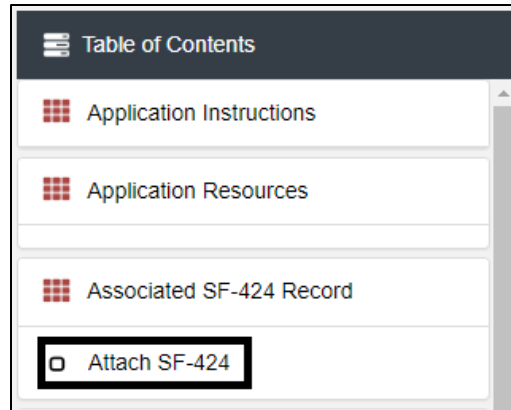 Table of Contents
Application Instructions
Application Resources
Associated SF-424 Record
Attach SF-424